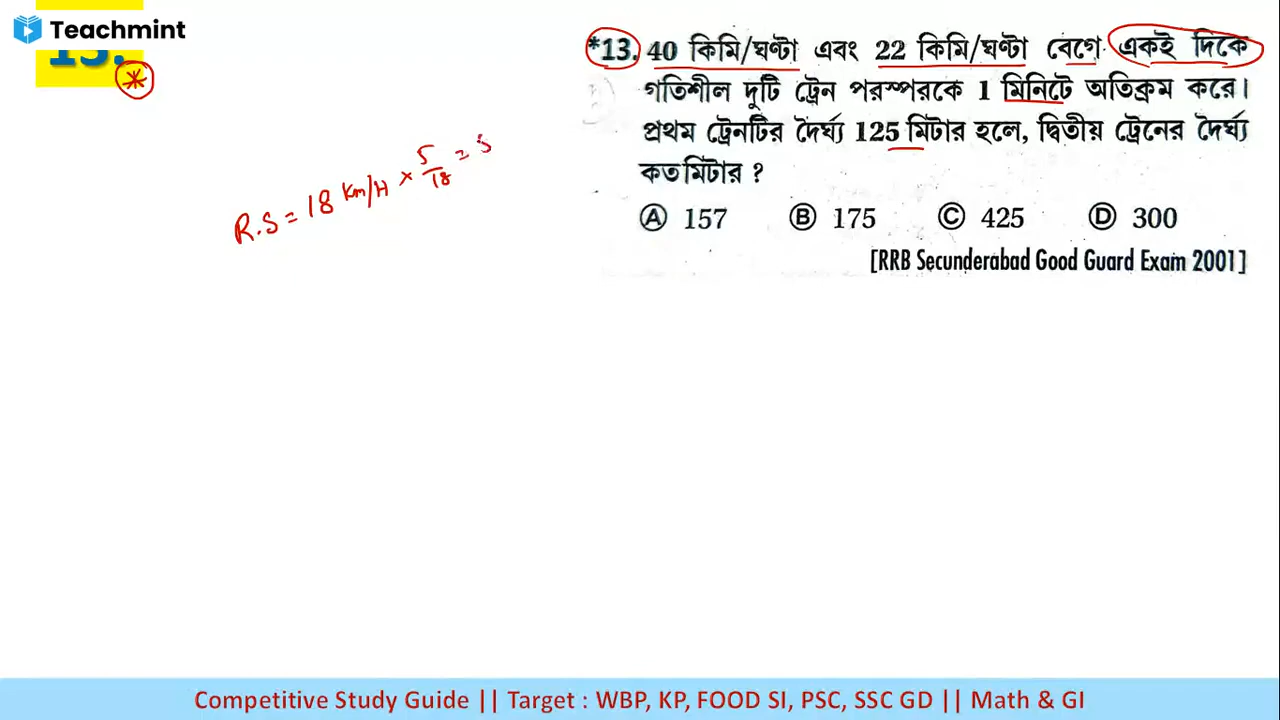 Teachmint
13.
*
*13. 40 কিমি/ঘণ্টা এবং 22 কিমি/ঘণ্টা বেগে একই দিকে
গতিশীল দুটি ট্রেন পরস্পরকে 1 মিনিটে অতিক্রম করে।
প্রথম ট্রেনটির দৈর্ঘ্য 125 মিটার হলে, দ্বিতীয় ট্রেনের দৈর্ঘ্য
কত মিটার ?
Ⓐ 157 Ⓑ 175 Ⓒ 425 Ⓓ 300
[RRB Secunderabad Good Guard Exam 2001]
R.S = 18 Km/H × 5/18 =
Competitive Study Guide || Target : WBP, KP, FOOD SI, PSC, SSC GD || Math & GI